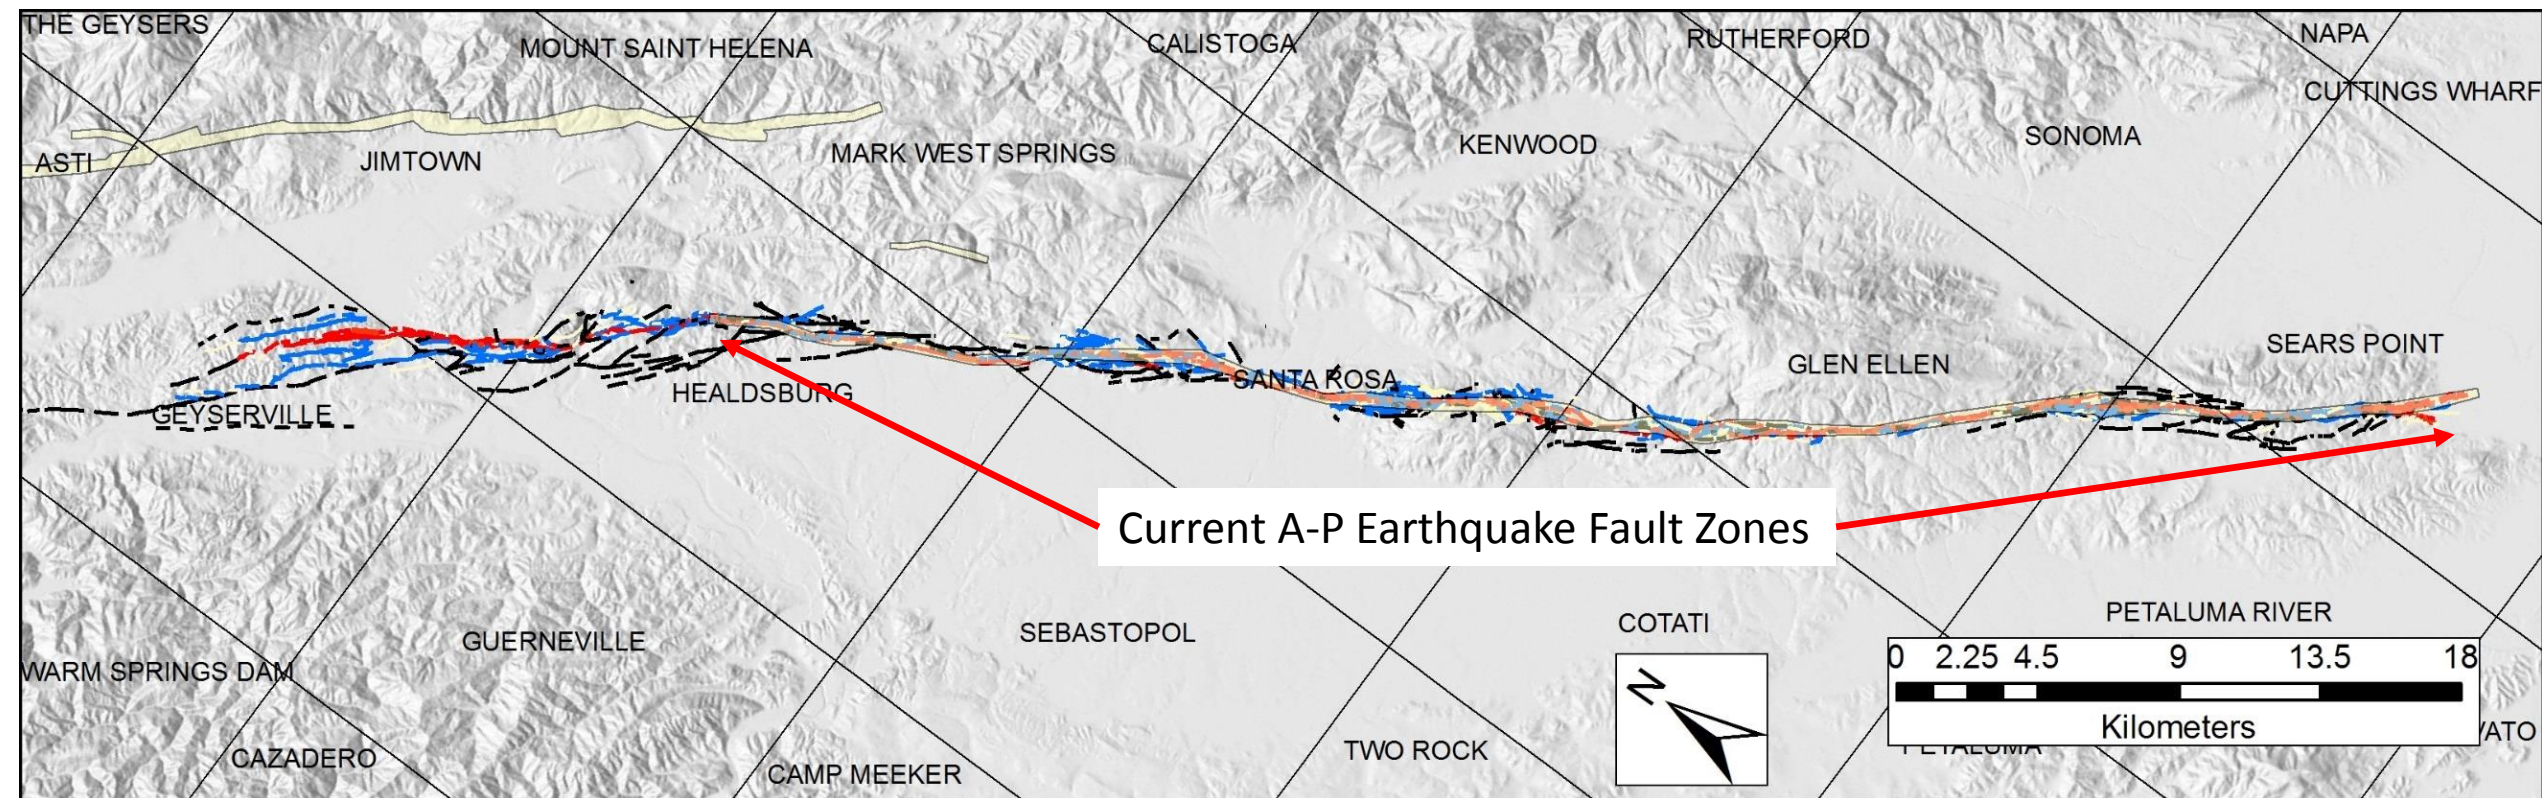 THE GEYSERS
MOUNT SAINT HELENA
CALISTOGA
RUTHERFORD
NAPA
CUTTINGS WHARF
ASTI
JIMTOWN
MARK WEST SPRINGS
KENWOOD
SONOMA
GEYSERVILLE
HEALDSBURG
SANTA ROSA
GLEN ELLEN
SEARS POINT
Current A-P Earthquake Fault Zones
WARM SPRINGS DAM
GUERNEVILLE
SEBASTOPOL
COTATI
PETALUMA RIVER
N
0 2.25 4.5 9 13.5 18
Kilometers
CAZADERO
CAMP MEEKER
TWO ROCK
PETALUMA
VATO